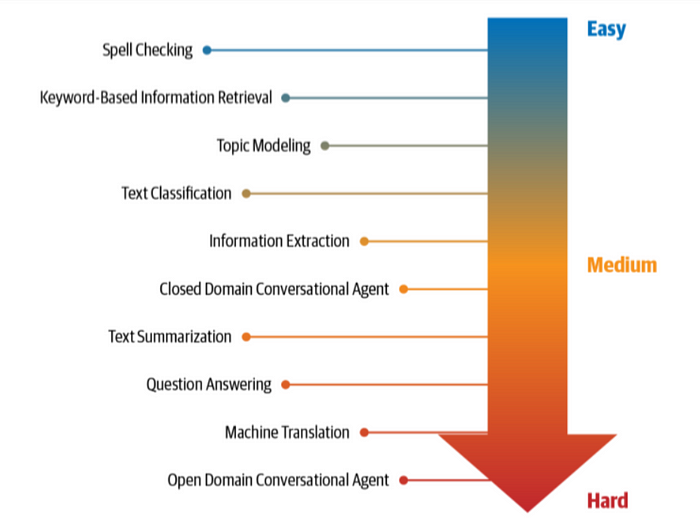 Easy
Spell Checking
Keyword-Based Information Retrieval
Topic Modeling
Text Classification
Information Extraction
Medium
Closed Domain Conversational Agent
Text Summarization
Question Answering
Machine Translation
Open Domain Conversational Agent
Hard